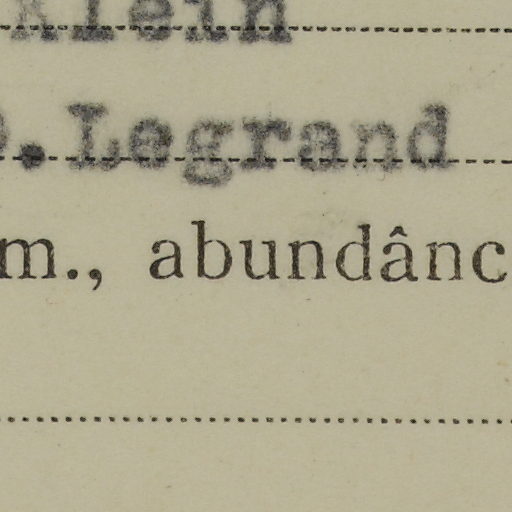 klein
D.Legrand
m., abundânc